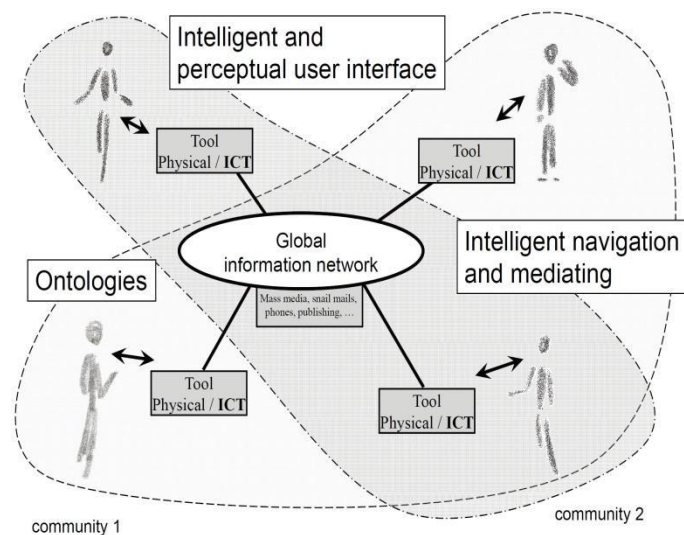 Intelligent and
perceptual user interface
Tool
Physical / ICT
Tool
Physical / ICT
Global
information network
Intelligent navigation
and mediating
Ontologies
Mass media, snail mails,
phones, publishing, …
Tool
Physical / ICT
Tool
Physical / ICT
community 1
community 2